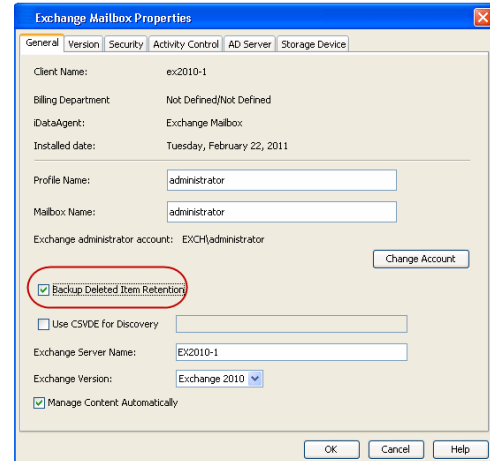 Exchange Mailbox Properties
General Version Security Activity Control AD Server Storage Device
Client Name: ex2010-1
Billing Department Not Defined/Not Defined
iDataAgent: Exchange Mailbox
Installed date: Tuesday, February 22, 2011
Profile Name: administrator
Mailbox Name: administrator
Exchange administrator account: EXCH\administrator
Change Account
Backup Deleted Item Retention
Use CSVDE for Discovery
Exchange Server Name: EX2010-1
Exchange Version: Exchange 2010
Manage Content Automatically
OK Cancel Help